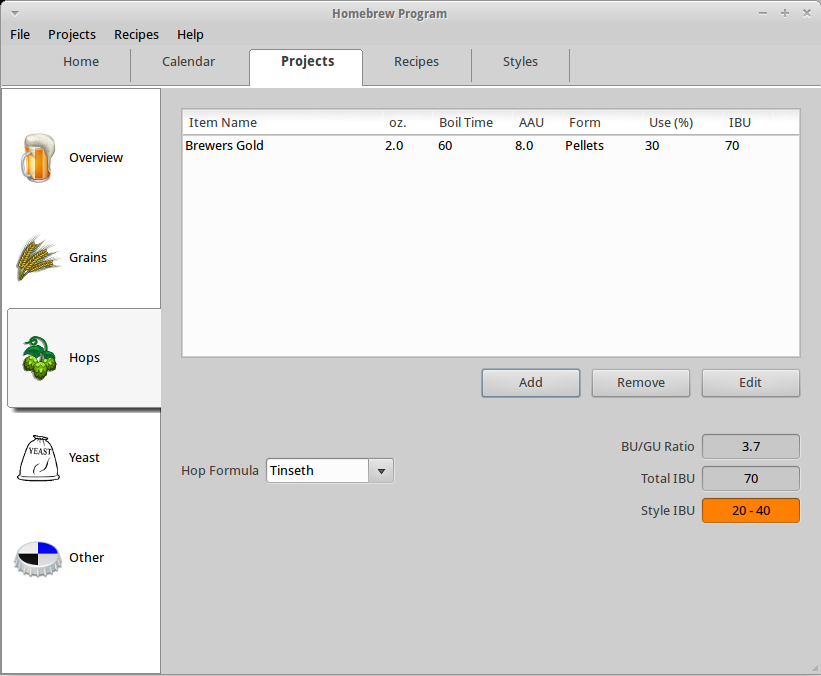 Homebrew Program
File Projects Recipes Help
Home Calendar Projects Recipes Styles
Overview
Grains
Hops
YEAST
Yeast
Other
Item Name oz. Boil Time AAU Form Use (%) IBU
Brewers Gold 2.0 60 8.0 Pellets 30 70
Add Remove Edit
Hop Formula Tinseth
BU/GU Ratio 3.7
Total IBU 70
Style IBU 20 - 40